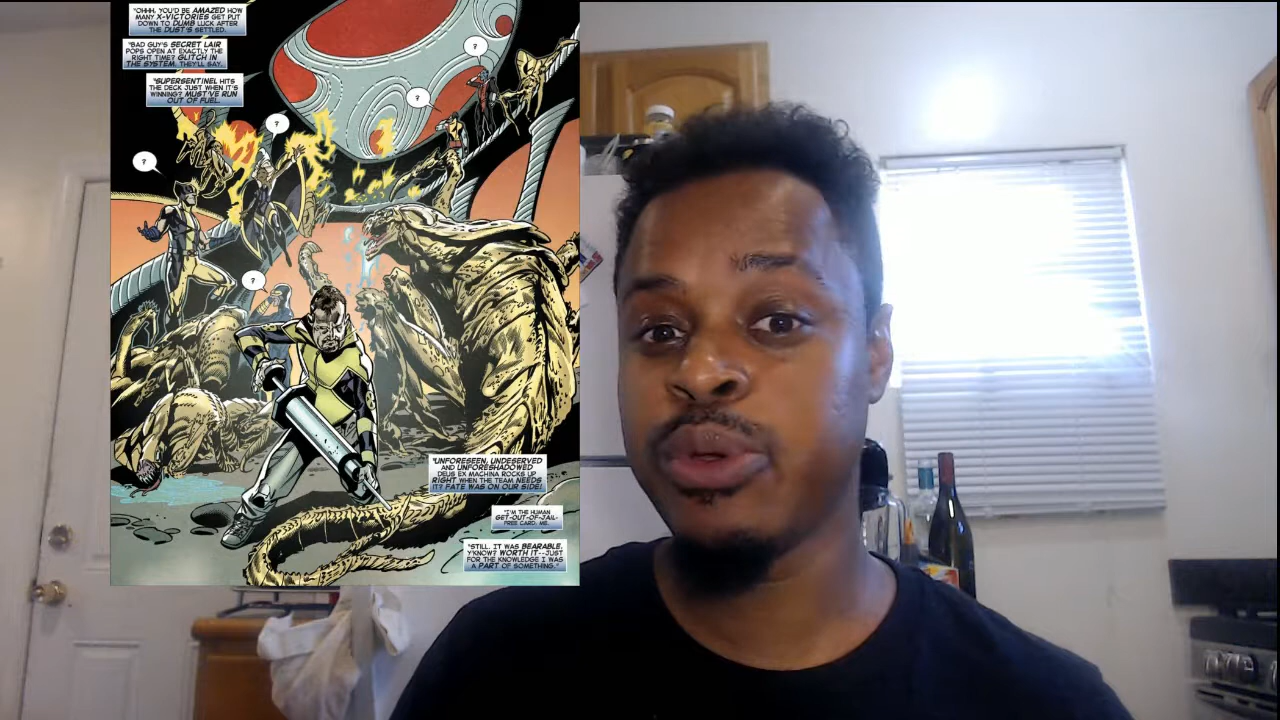 "OHHH. YOU'D BE AMAZED HOW
MANY X-VICTORIES GET PUT
DOWN TO DUMB LUCK AFTER
THE DUST'S SETTLED.
"BAD GUY'S SECRET LAIR
POPS OPEN AT EXACTLY THE
RIGHT TIME? GLITCH IN
THE SYSTEM, THEY'LL SAY.
"SUPERSENTINEL HITS
THE DECK JUST WHEN IT'S
WINNING? MUST'VE RUN
OUT OF FUEL.
?
?
?
?
?
"UNFORESEEN, UNDESERVED
AND UNFORESHADOWED
DEUS EX MACHINA ROCKS UP
RIGHT WHEN THE TEAM NEEDS
IT? FATE WAS ON OUR SIDE!
"I'M THE HUMAN
GET-OUT-OF-JAIL-
FREE CARD, ME.
"STILL. IT WAS BEARABLE,
Y'KNOW? WORTH IT--JUST
FOR THE KNOWLEDGE I WAS
A PART OF SOMETHING."